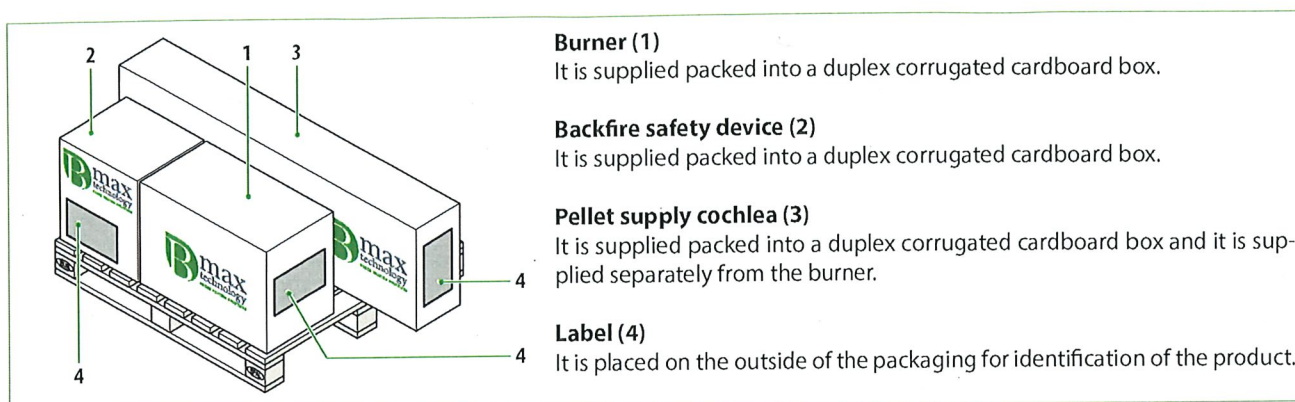 2
1
3
Bmax
technology
Bmax
technology
Bmax
technology
4
4
4
Burner (1)
It is supplied packed into a duplex corrugated cardboard box.
Backfire safety device (2)
It is supplied packed into a duplex corrugated cardboard box.
Pellet supply cochlea (3)
It is supplied packed into a duplex corrugated cardboard box and it is sup-
plied separately from the burner.
Label (4)
It is placed on the outside of the packaging for identification of the product.